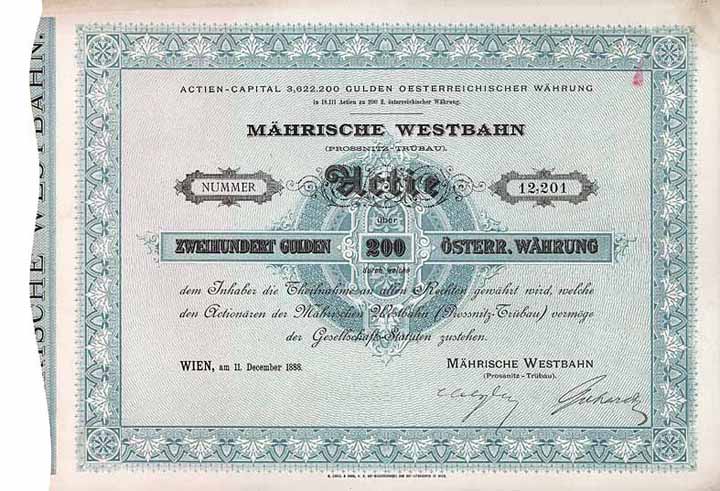 ACTIEN-CAPITAL 3,622.200 GULDEN OESTERREICHISCHER WÄHRUNG
in 18.111 Actien zu 200 fl. österreichischer Währung.
MÄHRISCHE WESTBAHN
(PROSSNITZ-TRÜBAU).
NUMMER Actie 12,201
über
ZWEIHUNDERT GULDEN 200 ÖSTERR. WÄHRUNG
durch welche
dem Inhaber die Theilnahme an allen Rechten gewährt wird, welche
den Actionären der Mährischen Westbahn (Prossnitz-Trübau) vermöge
der Gesellschafts-Statuten zustehen.
WIEN, am 11. December 1888.
MÄHRISCHE WESTBAHN
(Prossnitz - Trübau).
ISCHE WESTBAHN.